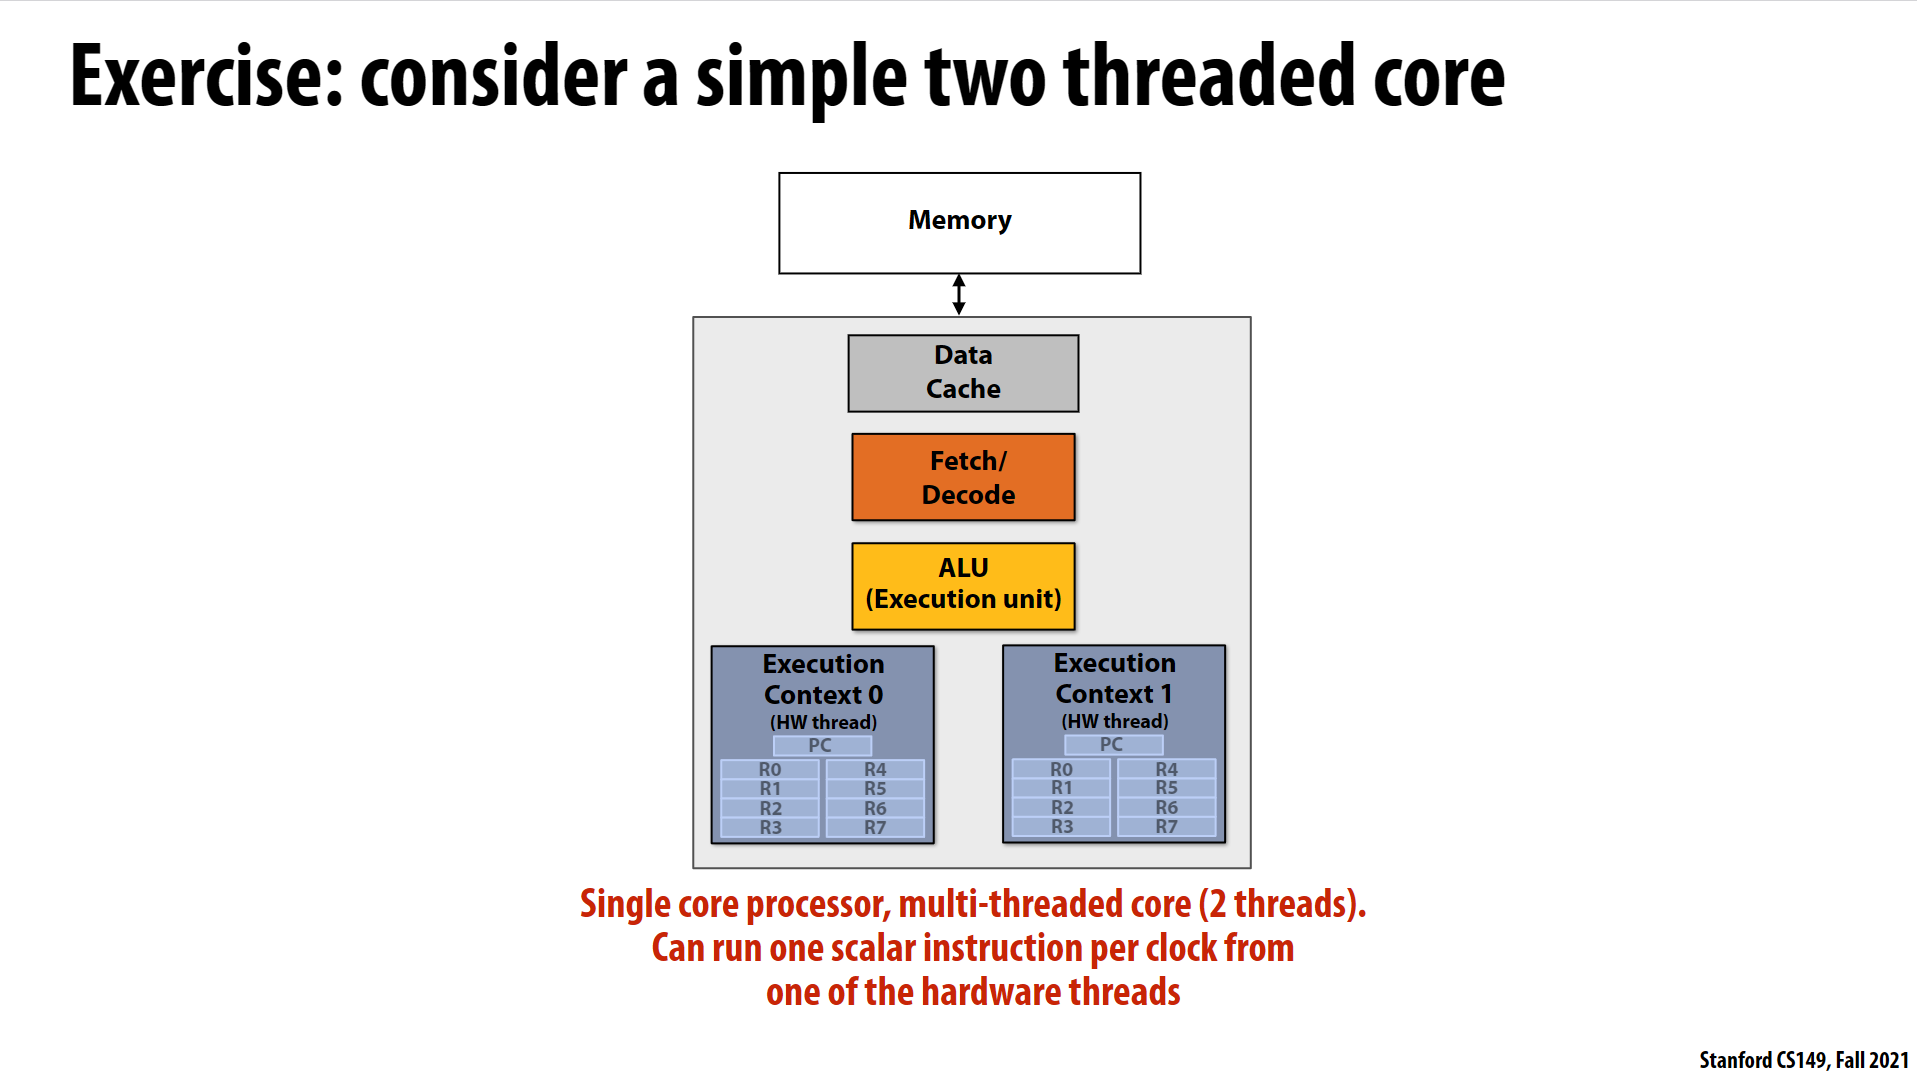 Exercise: consider a simple two threaded core
Memory
Data
Cache
Fetch/
Decode
ALU
(Execution unit)
Execution
Context 0
(HW thread)
PC
R0
R1
R2
R3
R4
R5
R6
R7
Execution
Context 1
(HW thread)
PC
R0
R1
R2
R3
R4
R5
R6
R7
Single core processor, multi-threaded core (2 threads).
Can run one scalar instruction per clock from
one of the hardware threads
Stanford CS149, Fall 2021